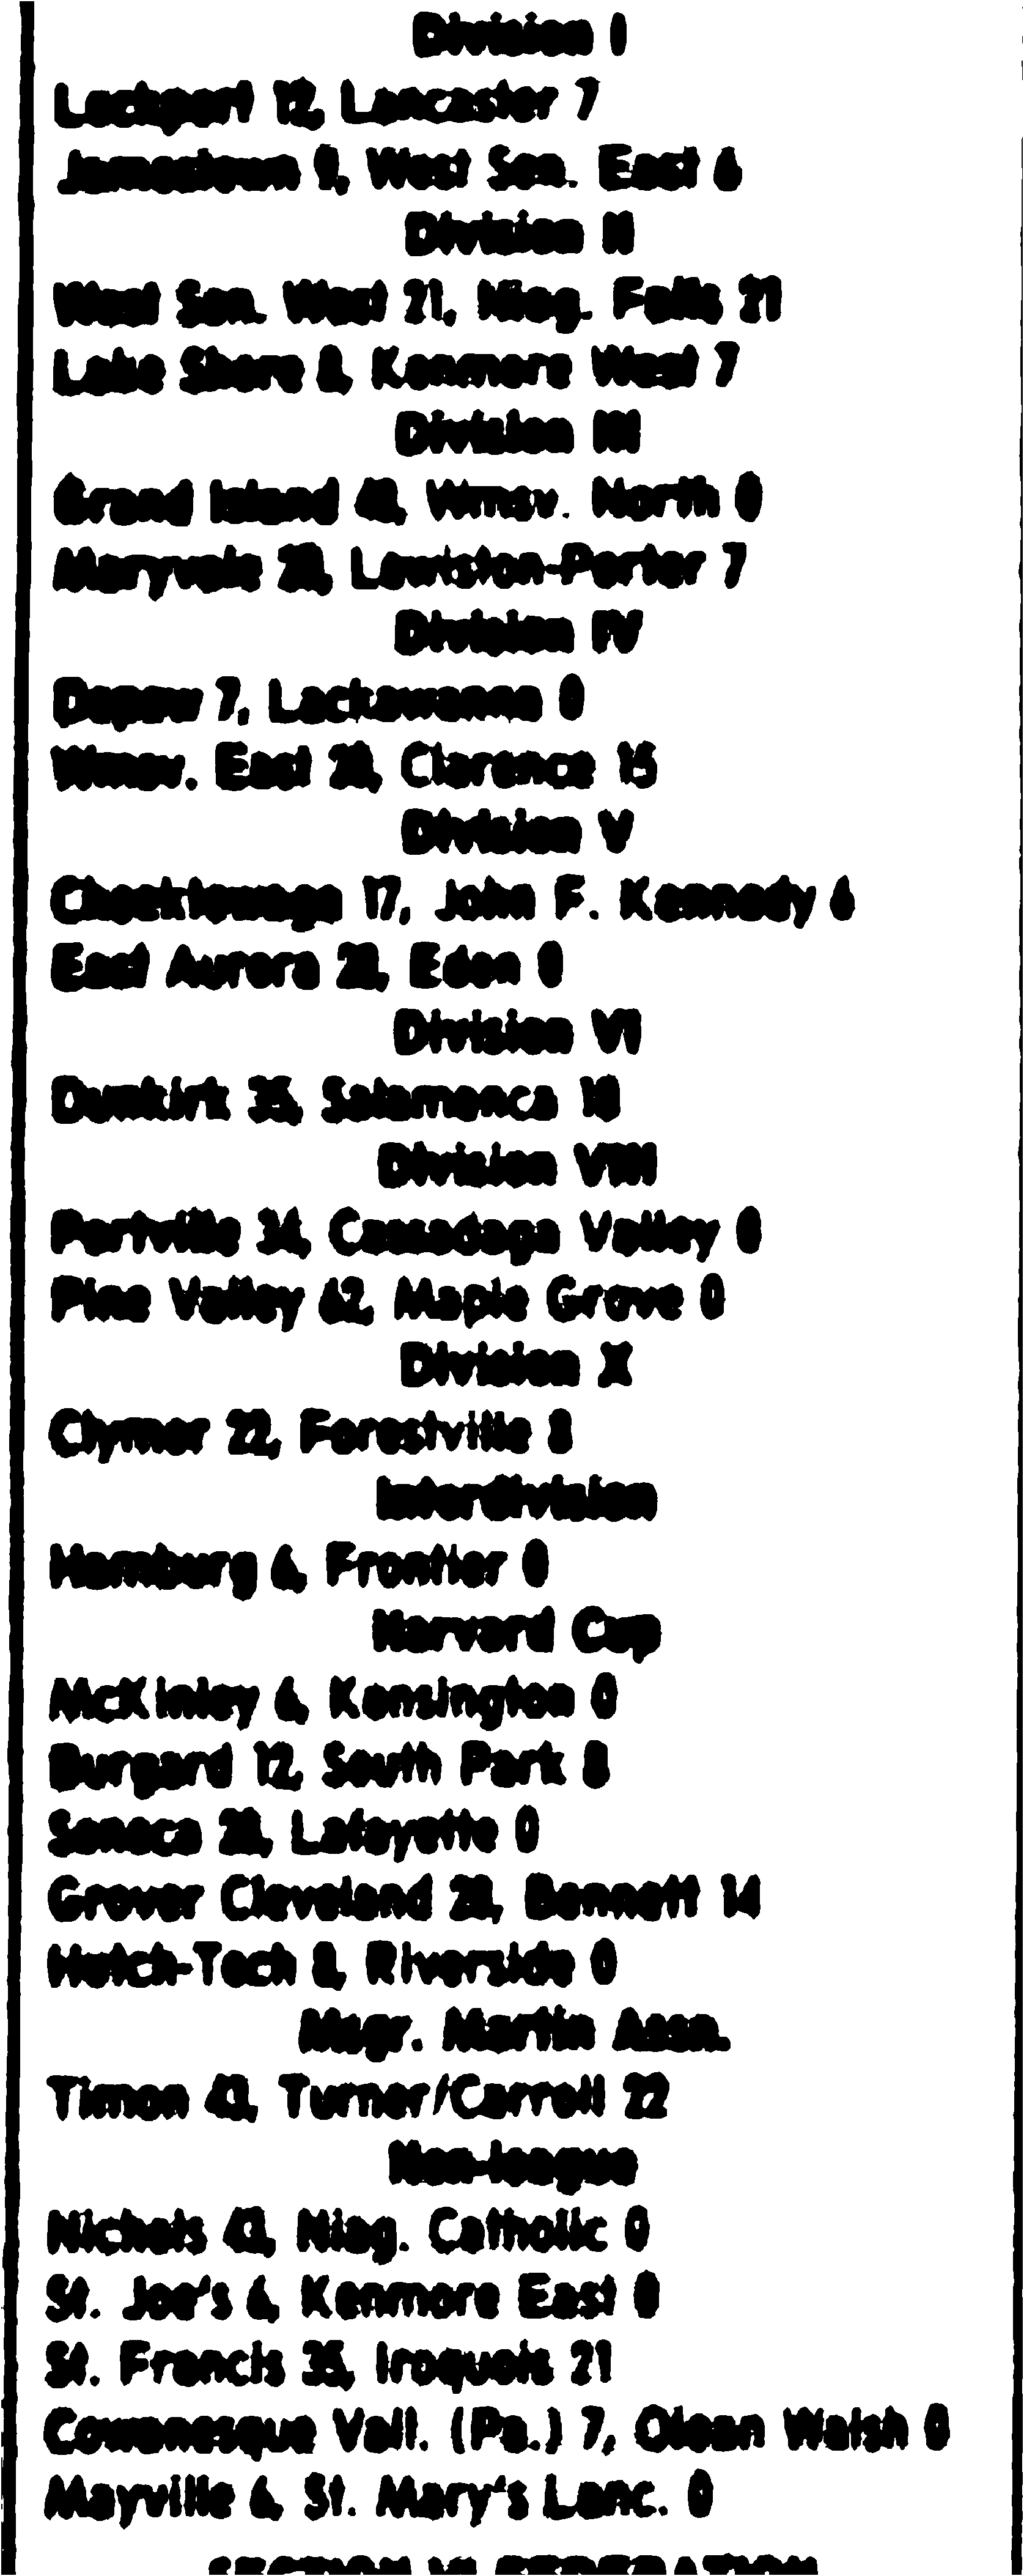 Division I
Lockport 12, Lancaster 7
Jamestown 9, West Sen. East 6
Division II
West Sen. West 21, Niag. Falls 21
Lake Shore 8, Kenmore West 7
Division III
Grand Island 48, Wmsv. North 0
Maryvale 28, Lewiston-Porter 7
Division IV
Depew 7, Lackawanna 0
Wmsv. East 28, Clarence 15
Division V
Cheektowaga 17, John F. Kennedy 6
East Aurora 28, Eden 0
Division VI
Dunkirk 35, Salamanca 18
Division VIII
Portville 34, Cassadaga Valley 0
Pine Valley 62, Maple Grove 0
Division X
Clymer 22, Forestville 8
Interdivision
Hamburg 6, Frontier 0
Harvard Cup
McKinley 6, Kensington 0
Burgard 12, South Park 8
Seneca 28, Lafayette 0
Grover Cleveland 28, Bennett 14
Hutch-Tech 8, Riverside 0
Msgr. Martin Assn.
Timon 43, Turner/Carroll 22
Non-league
Nichols 43, Niag. Catholic 0
St. Joe's 6, Kenmore East 0
St. Francis 35, Iroquois 21
Cowanesque Vall. (Pa.) 7, Olean Walsh 0
Mayville 6, St. Mary's Lanc. 0
SECTION VI FEDERATION